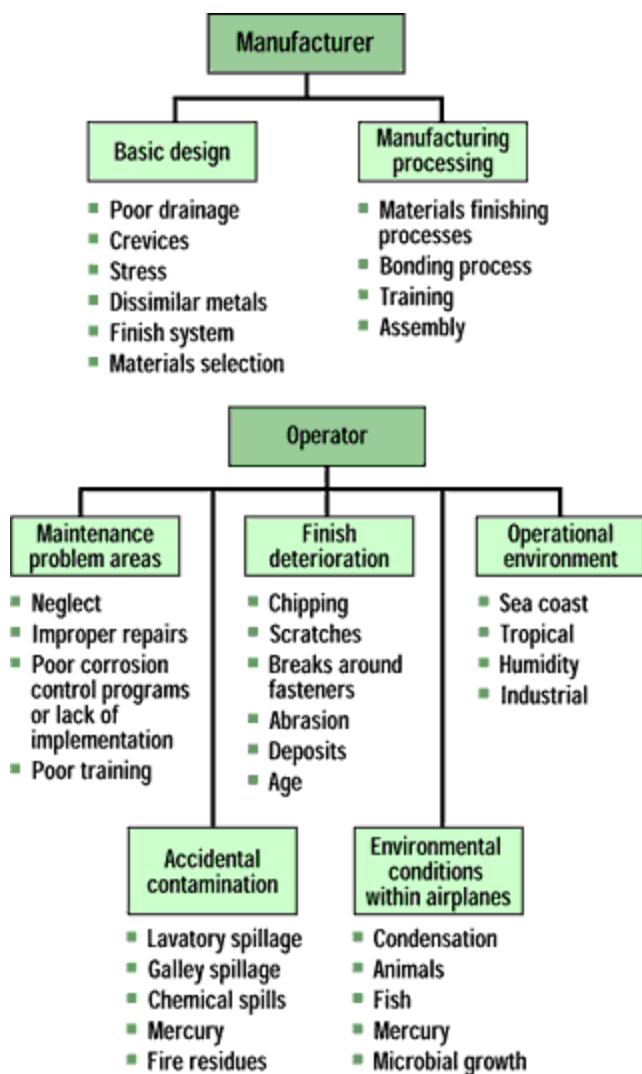 Manufacturer
Basic design
Poor drainage
Crevices
Stress
Dissimilar metals
Finish system
Materials selection
Manufacturing
processing
Materials finishing
processes
Bonding process
Training
Assembly
Operator
Maintenance
problem areas
Neglect
Improper repairs
Poor corrosion
control programs
or lack of
implementation
Poor training
Finish
deterioration
Chipping
Scratches
Breaks around
fasteners
Abrasion
Deposits
Age
Operational
environment
Sea coast
Tropical
Humidity
Industrial
Accidental
contamination
Lavatory spillage
Galley spillage
Chemical spills
Mercury
Fire residues
Environmental
conditions
within airplanes
Condensation
Animals
Fish
Mercury
Microbial growth